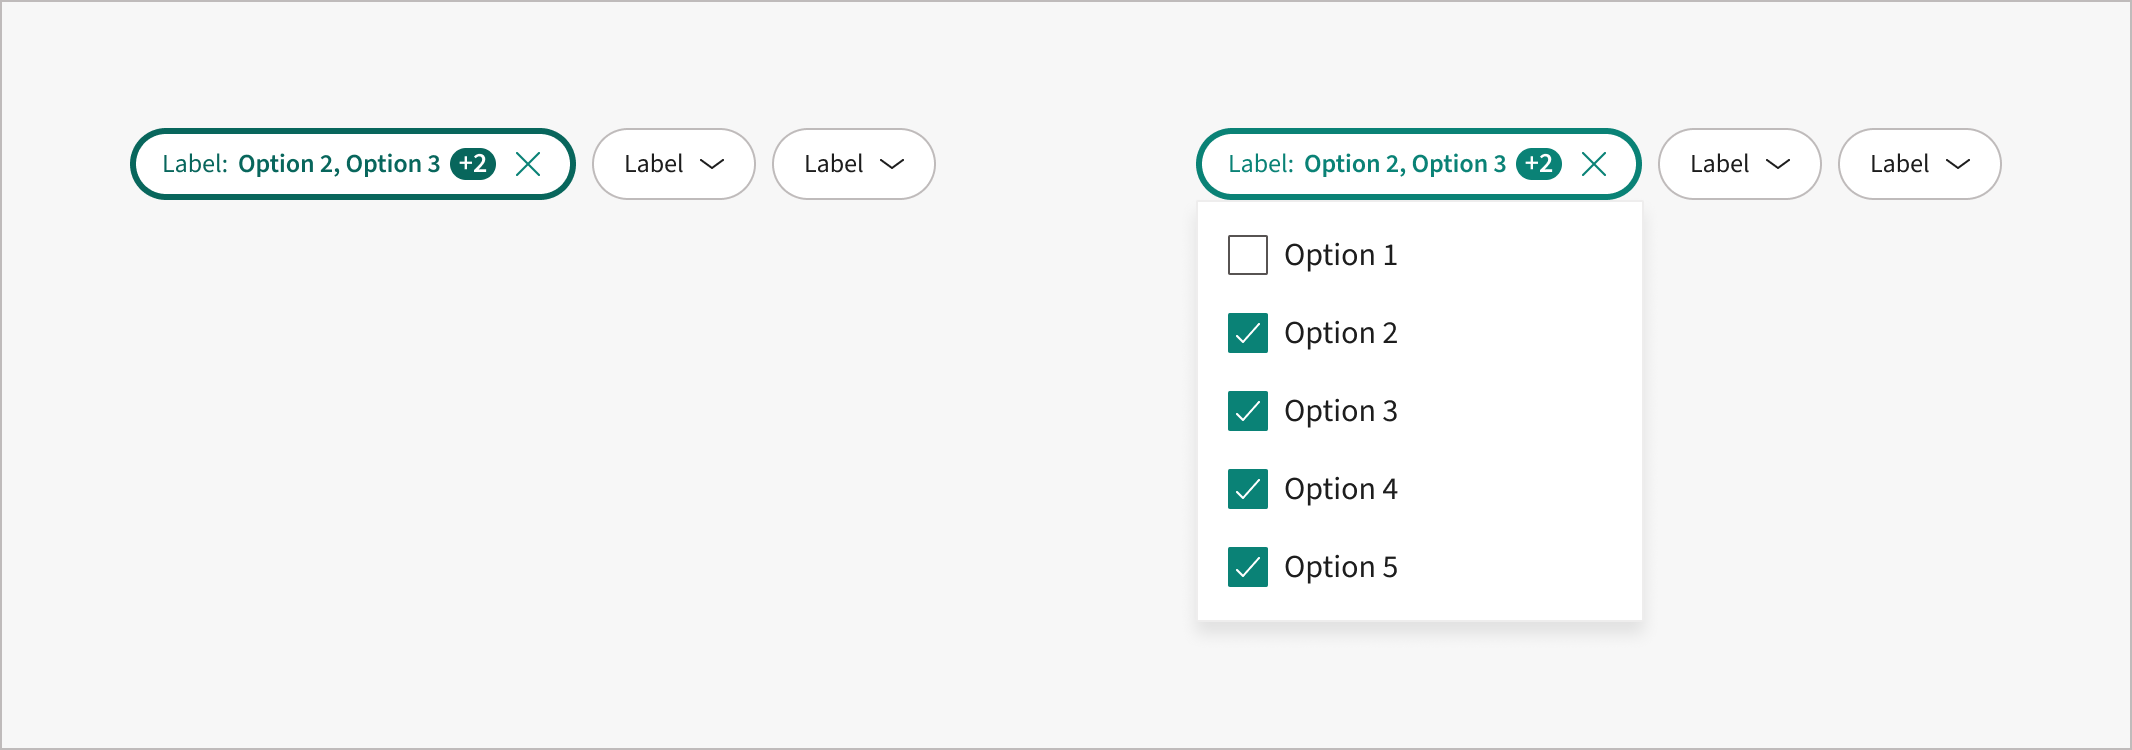 Label: Option 2, Option 3 +2
Label
Label
Label: Option 2, Option 3 +2
Label
Label
Option 1
Option 2
Option 3
Option 4
Option 5